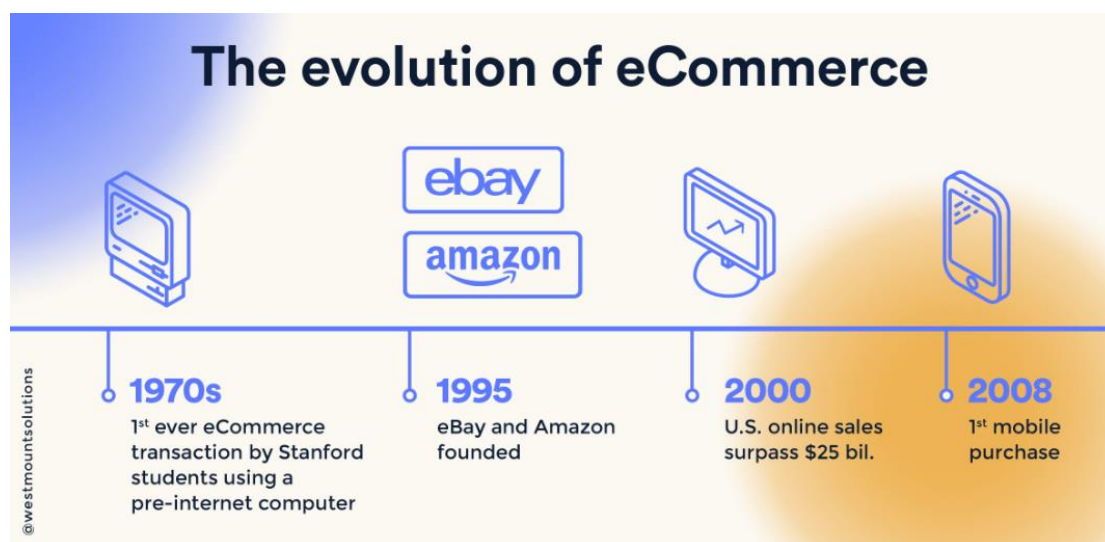 The evolution of eCommerce
ebay
amazon
1970s
1st ever eCommerce
transaction by Stanford
students using a
pre-internet computer
1995
eBay and Amazon
founded
2000
U.S. online sales
surpass $25 bil.
2008
1st mobile
purchase
@westmountsolutions